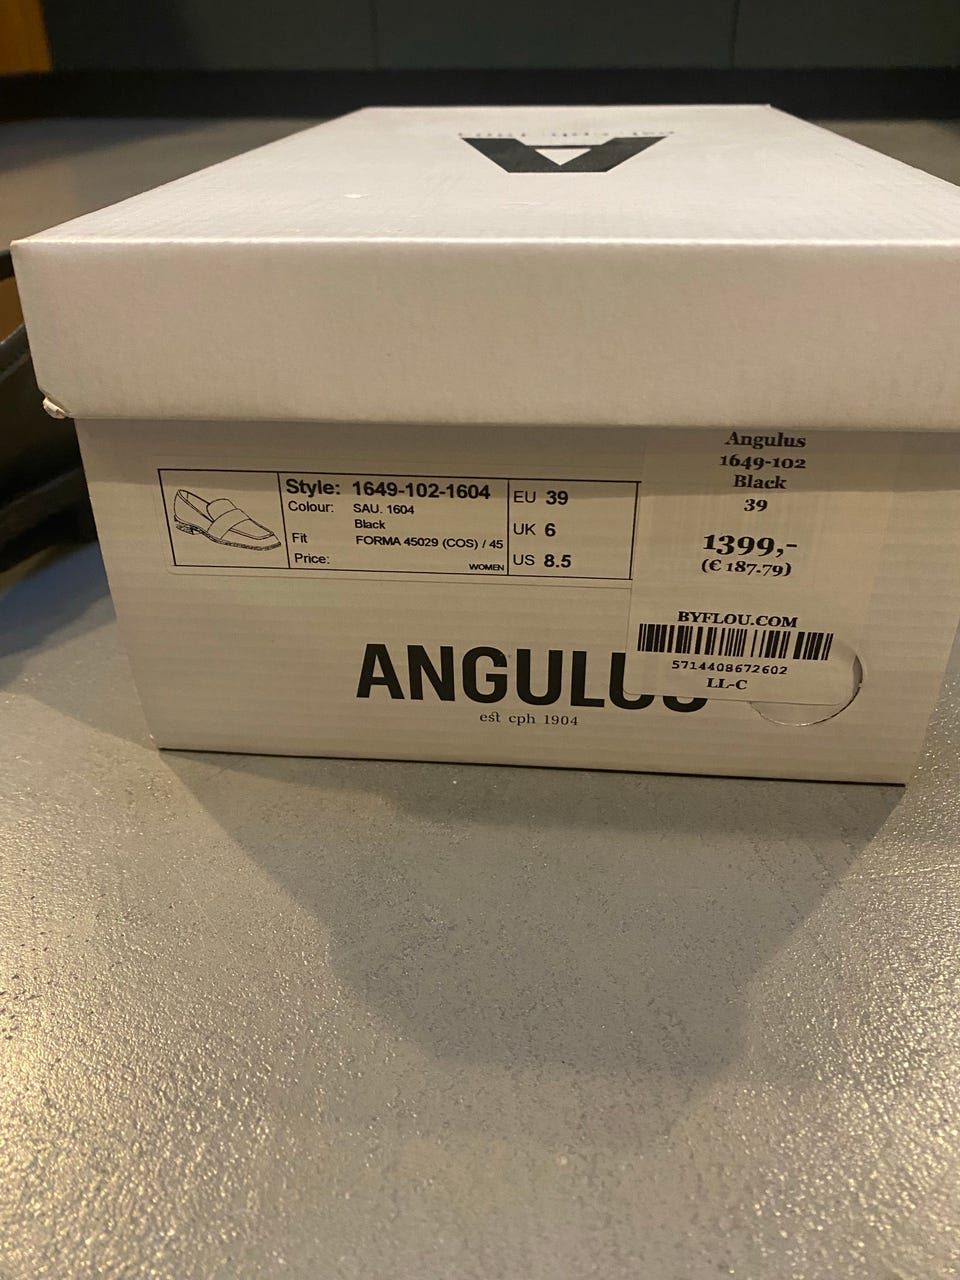 Style: 1649-102-1604
Colour: SAU. 1604
Black
Fit FORMA 45029 (COS) / 45
Price:
WOMEN
EU 39
UK 6
US 8.5
Angulus
1649-102
Black
39
1399,-
(€ 187.79)
BYFLOU.COM
5714408672602
LL-C
ANGULUS
est cph 1904